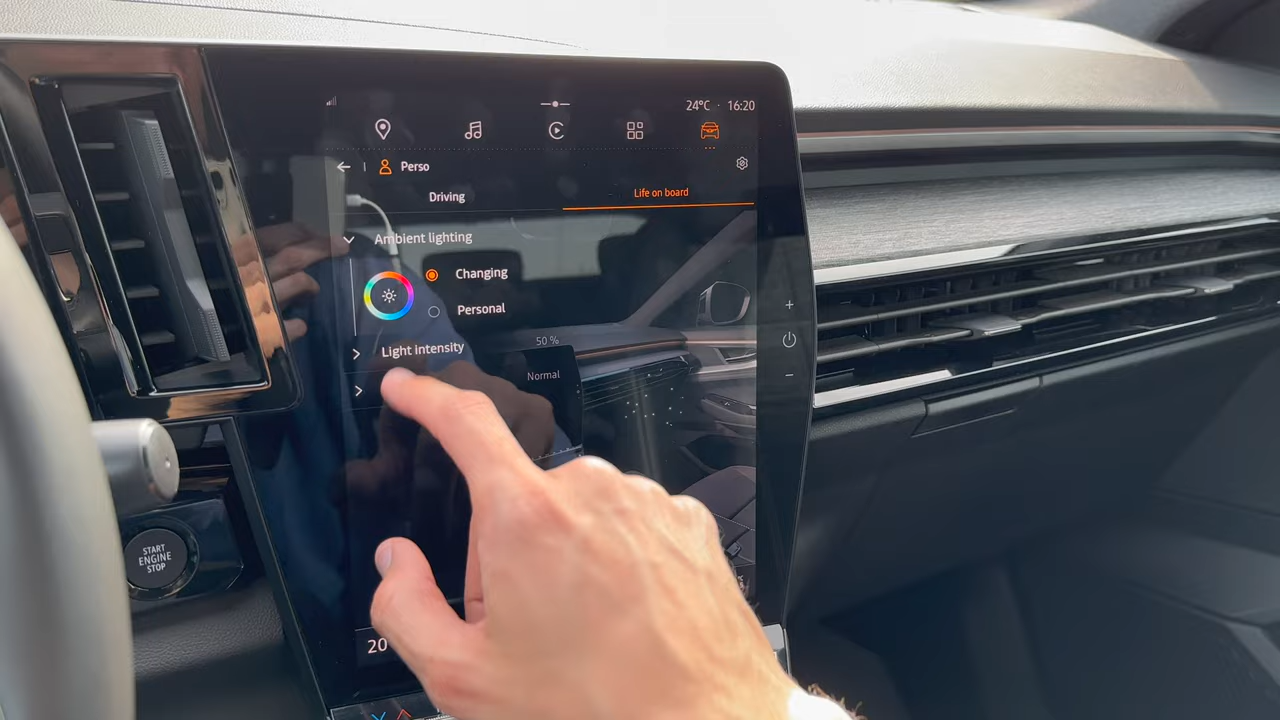 24°C · 16:20
Perso
Driving
Life on board
Ambient lighting
Changing
Personal
Light intensity
50 %
Normal
START
ENGINE
STOP
20